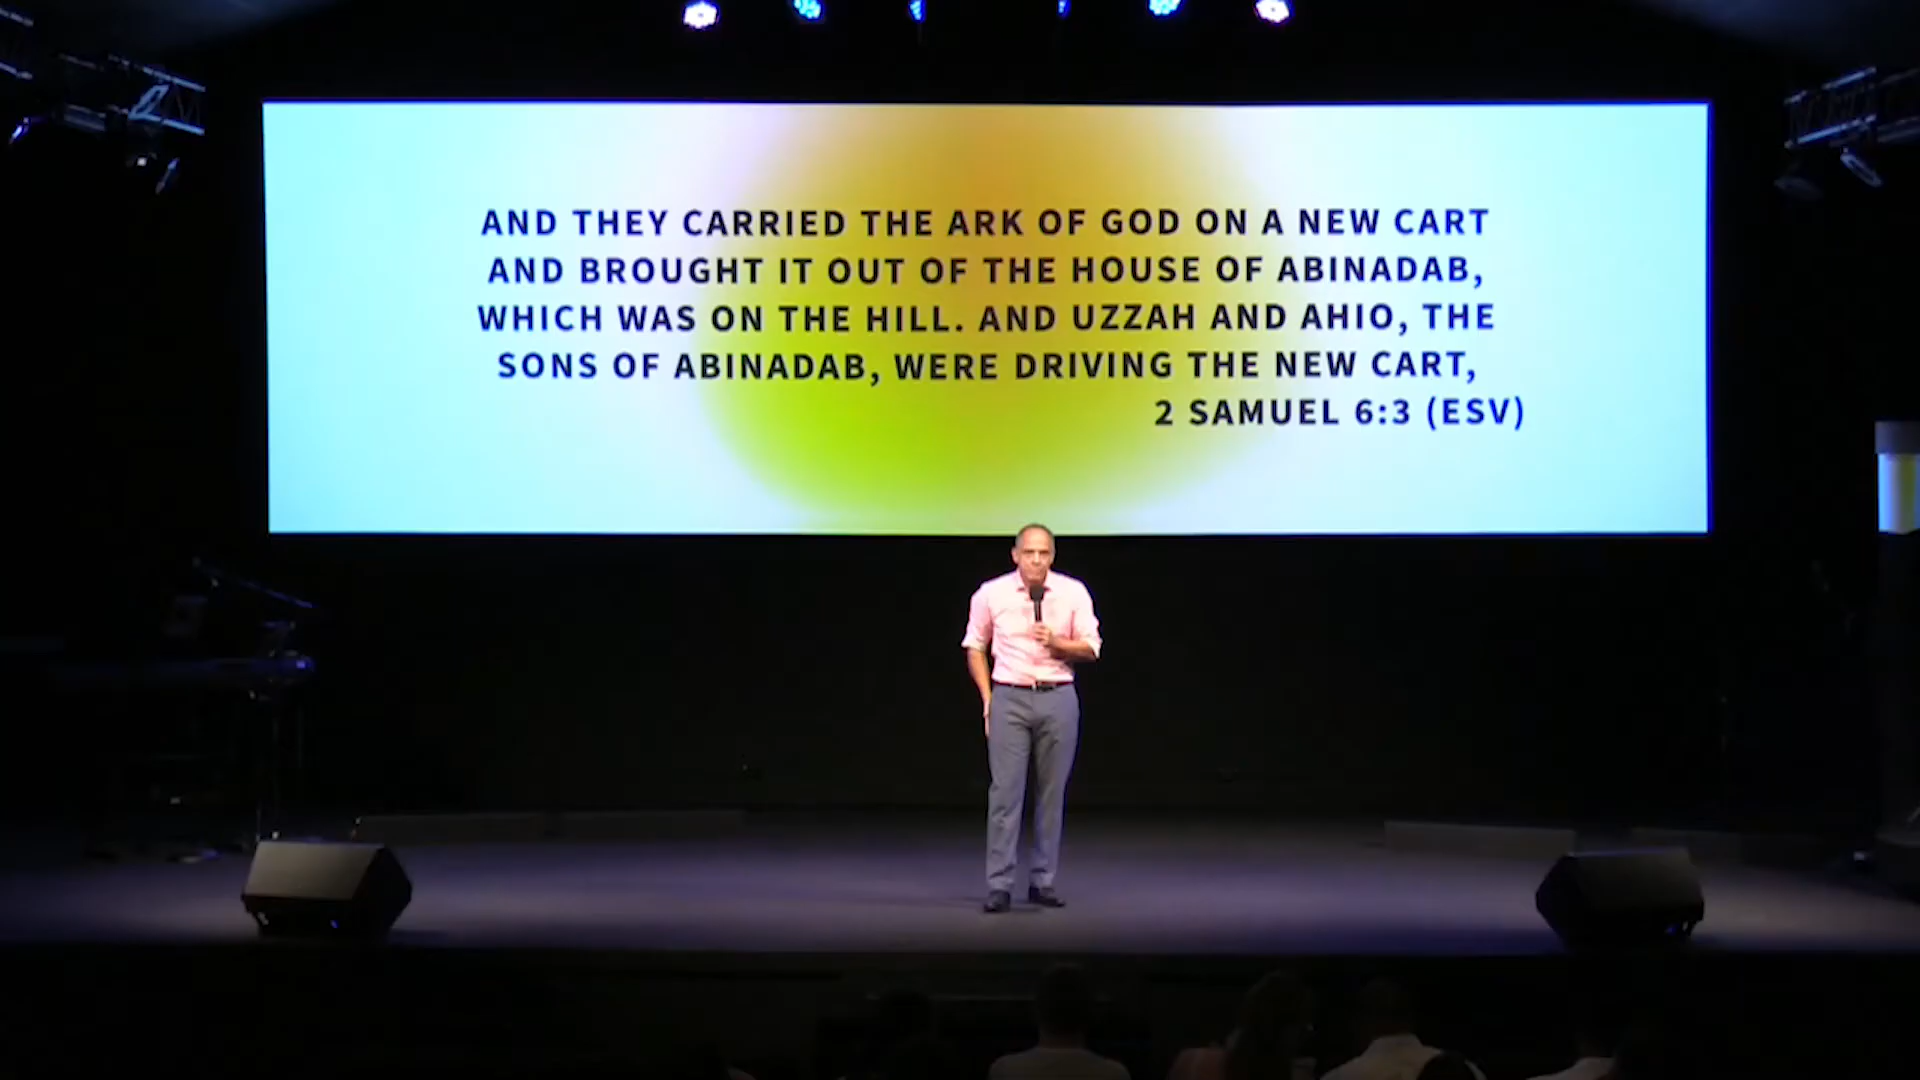 AND THEY CARRIED THE ARK OF GOD ON A NEW CART
AND BROUGHT IT OUT OF THE HOUSE OF ABINADAB,
WHICH WAS ON THE HILL. AND UZZAH AND AHIO, THE
SONS OF ABINADAB, WERE DRIVING THE NEW CART,
2 SAMUEL 6:3 (ESV)